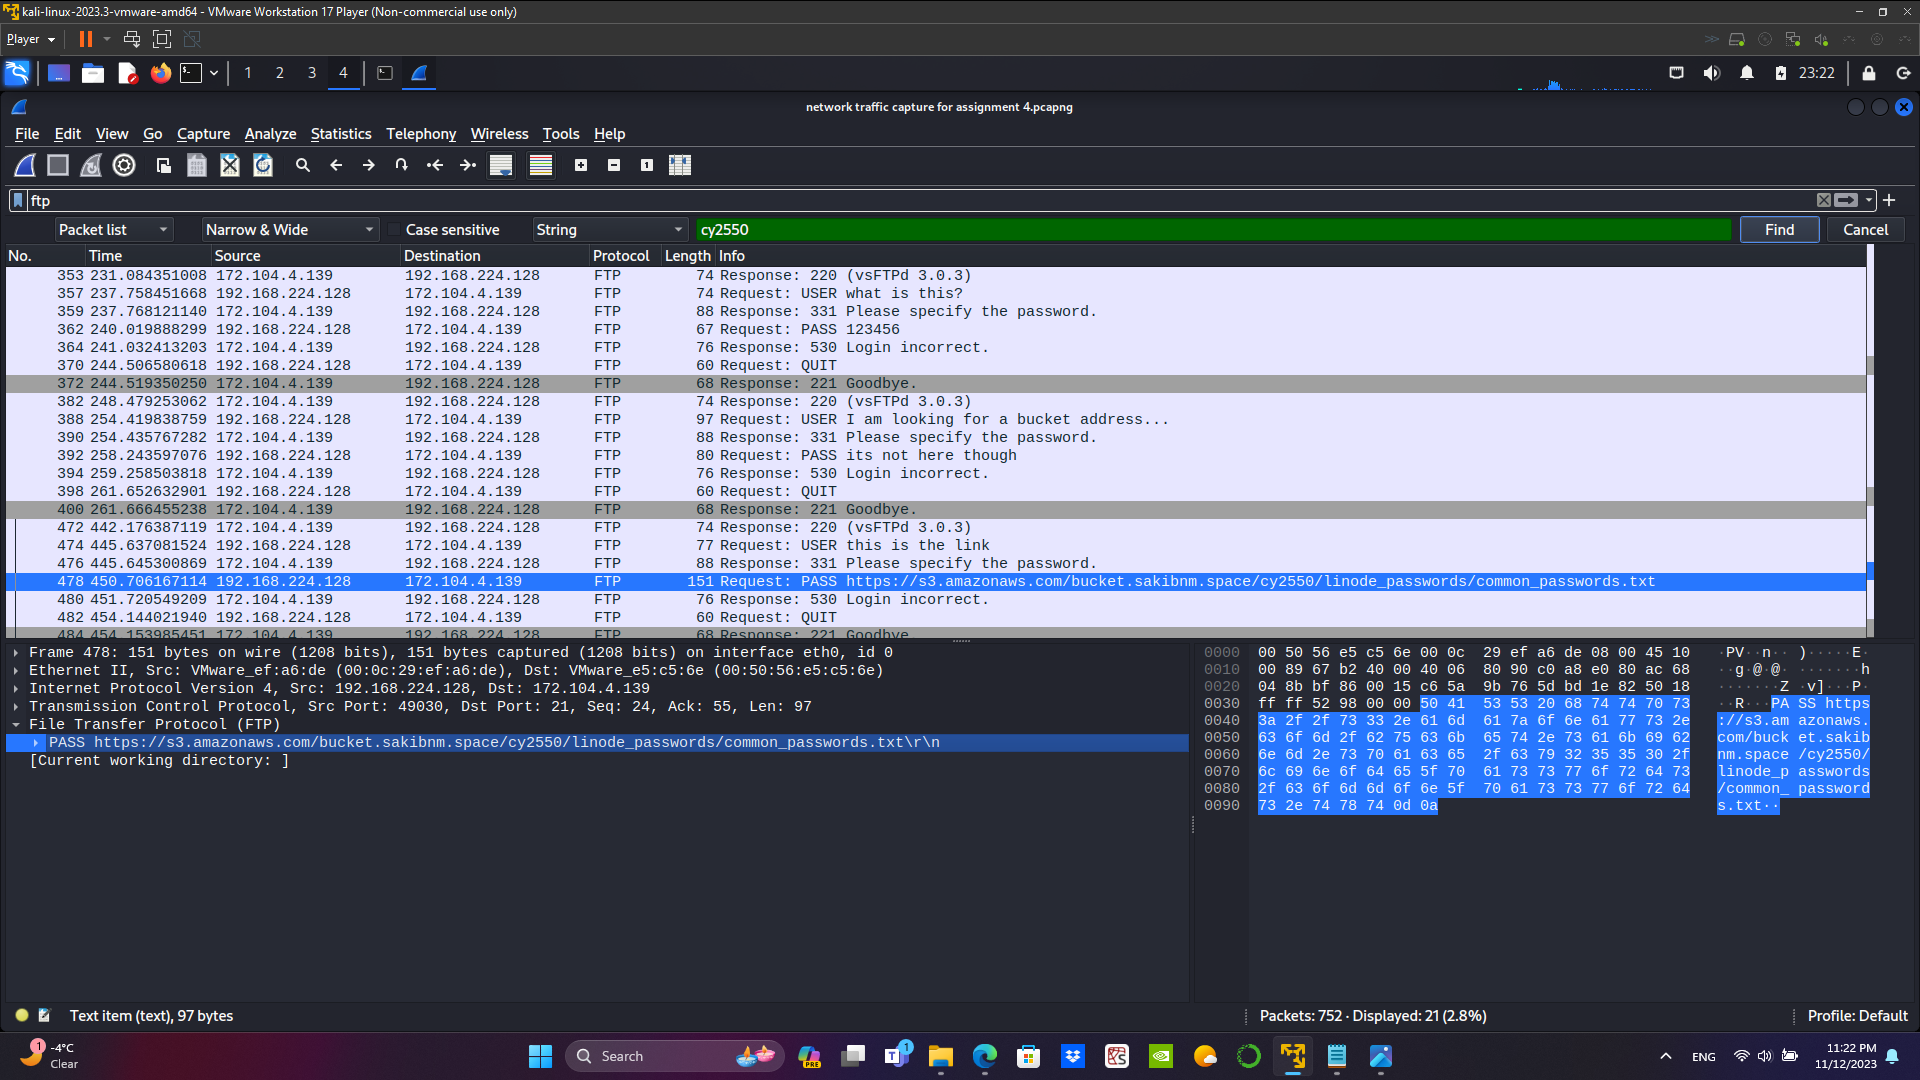 kali-linux-2023.3-vmware-amd64 - VMware Workstation 17 Player (Non-commercial use only)
Player
1 2 3 4 23:22
network traffic capture for assignment 4.pcapng
File Edit View Go Capture Analyze Statistics Telephony Wireless Tools Help
ftp
Packet list Narrow & Wide Case sensitive String cy2550 Find Cancel
No. Time Source Destination Protocol Length Info
353 231.084351008 172.104.4.139 192.168.224.128 FTP 74 Response: 220 (vsFTPd 3.0.3)
357 237.758451668 192.168.224.128 172.104.4.139 FTP 74 Request: USER what is this?
359 237.768121140 172.104.4.139 192.168.224.128 FTP 88 Response: 331 Please specify the password.
362 240.019888299 192.168.224.128 172.104.4.139 FTP 67 Request: PASS 123456
364 241.032413203 172.104.4.139 192.168.224.128 FTP 76 Response: 530 Login incorrect.
370 244.506580618 192.168.224.128 172.104.4.139 FTP 60 Request: QUIT
372 244.519350250 172.104.4.139 192.168.224.128 FTP 68 Response: 221 Goodbye.
382 248.479253062 172.104.4.139 192.168.224.128 FTP 74 Response: 220 (vsFTPd 3.0.3)
388 254.419838759 192.168.224.128 172.104.4.139 FTP 97 Request: USER I am looking for a bucket address...
390 254.435767282 172.104.4.139 192.168.224.128 FTP 88 Response: 331 Please specify the password.
392 258.243597076 192.168.224.128 172.104.4.139 FTP 80 Request: PASS its not here though
394 259.258503818 172.104.4.139 192.168.224.128 FTP 76 Response: 530 Login incorrect.
398 261.652632901 192.168.224.128 172.104.4.139 FTP 60 Request: QUIT
400 261.666455238 172.104.4.139 192.168.224.128 FTP 68 Response: 221 Goodbye.
472 442.176387119 172.104.4.139 192.168.224.128 FTP 74 Response: 220 (vsFTPd 3.0.3)
474 445.637081524 192.168.224.128 172.104.4.139 FTP 77 Request: USER this is the link
476 445.645300869 172.104.4.139 192.168.224.128 FTP 88 Response: 331 Please specify the password.
478 450.706167114 192.168.224.128 172.104.4.139 FTP 151 Request: PASS https://s3.amazonaws.com/bucket.sakibnm.space/cy2550/linode_passwords/common_passwords.txt
480 451.720549209 172.104.4.139 192.168.224.128 FTP 76 Response: 530 Login incorrect.
482 454.144021940 192.168.224.128 172.104.4.139 FTP 60 Request: QUIT
484 454.153985451 172.104.4.139 192.168.224.128 FTP 68 Response: 221 Goodbye.
Frame 478: 151 bytes on wire (1208 bits), 151 bytes captured (1208 bits) on interface eth0, id 0
Ethernet II, Src: VMware_ef:a6:de (00:0c:29:ef:a6:de), Dst: VMware_e5:c5:6e (00:50:56:e5:c5:6e)
Internet Protocol Version 4, Src: 192.168.224.128, Dst: 172.104.4.139
Transmission Control Protocol, Src Port: 49030, Dst Port: 21, Seq: 24, Ack: 55, Len: 97
File Transfer Protocol (FTP)
PASS https://s3.amazonaws.com/bucket.sakibnm.space/cy2550/linode_passwords/common_passwords.txt\r\n
[Current working directory: ]
0000 00 50 56 e5 c5 6e 00 0c 29 ef a6 de 08 00 45 10 ·PV··n·· )·····E·
0010 00 89 67 b2 40 00 40 06 80 90 c0 a8 e0 80 ac 68 ··g·@·@· ·······h
0020 04 8b bf 86 00 15 c6 5a 9b 76 5d bd 1e 82 50 18 ·······Z ·v]···P·
0030 ff ff 52 98 00 00 50 41 53 53 20 68 74 74 70 73 ··R···PA SS https
0040 3a 2f 2f 73 33 2e 61 6d 61 7a 6f 6e 61 77 73 2e ://s3.am azonaws.
0050 63 6f 6d 2f 62 75 63 6b 65 74 2e 73 61 6b 69 62 com/buck et.sakib
0060 6e 6d 2e 73 70 61 63 65 2f 63 79 32 35 35 30 2f nm.space /cy2550/
0070 6c 69 6e 6f 64 65 5f 70 61 73 73 77 6f 72 64 73 linode_p asswords
0080 2f 63 6f 6d 6d 6f 6e 5f 70 61 73 73 77 6f 72 64 /common_ password
0090 73 2e 74 78 74 0d 0a s.txt··
Text item (text), 97 bytes Packets: 752 · Displayed: 21 (2.8%) Profile: Default
1 -4°C
Clear
Search
PRE
1
ENG
11:22 PM
11/12/2023